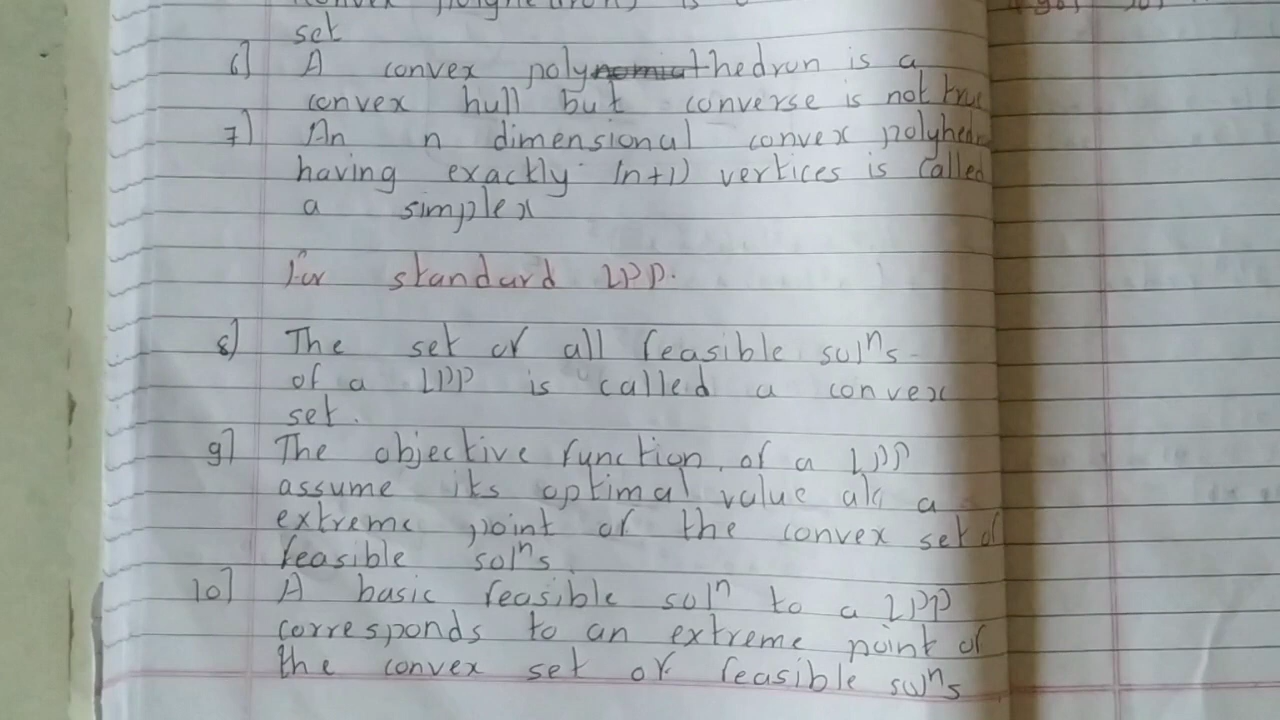 set
6] A convex polythedron is a
convex hull but converse is not true
7] An n dimensional convex polyhed
having exactly (n+1) vertices is called
a simplex
For standard LPP.
8] The set of all feasible solⁿs
of a LPP is called a convex
set.
9] The objective function of a LPP
assume its optimal value a
extreme point of the convex set of
feasible solⁿs.
10] A basic feasible solⁿ to a LPP
corresponds to an extreme point of
the convex set of feasible solⁿs